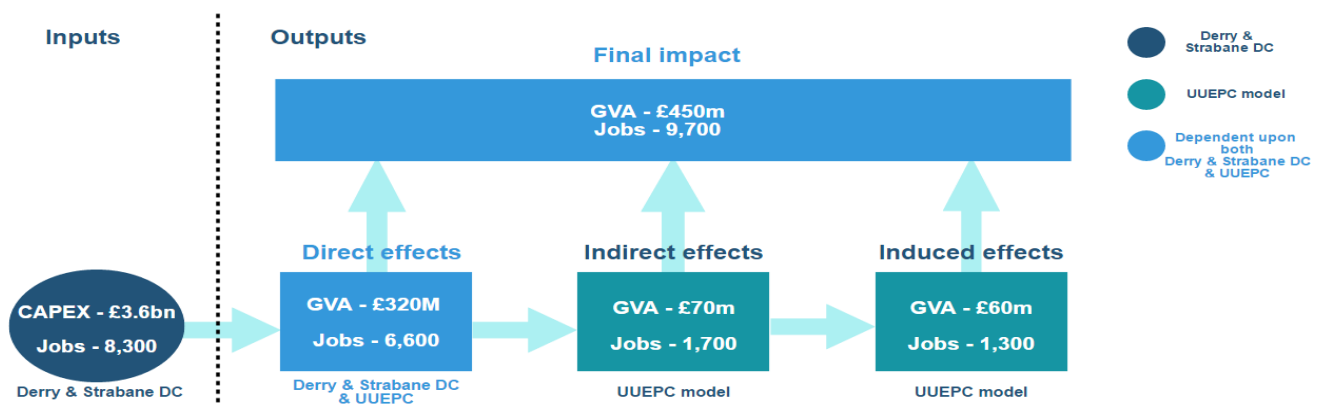 Inputs
Outputs
Final impact
GVA - £450m
Jobs - 9,700
Derry &
Strabane DC
UUEPC model
Dependent upon
both
Derry & Strabane DC
& UUEPC
Direct effects
Indirect effects
Induced effects
CAPEX - £3.6bn
Jobs - 8,300
GVA - £320M
Jobs - 6,600
GVA - £70m
Jobs - 1,700
GVA - £60m
Jobs - 1,300
Derry & Strabane DC
Derry & Strabane DC
& UUEPC
UUEPC model
UUEPC model